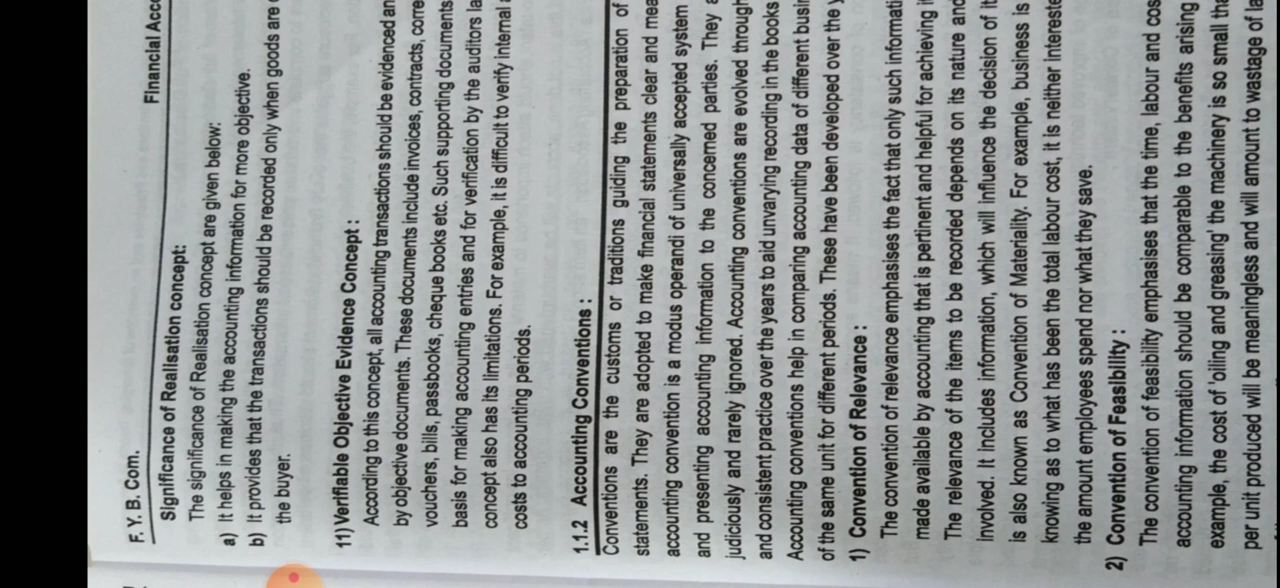 F. Y. B. Com.
Financial
Significance of Realisation concept:
The significance of Realisation concept are given below:
a) It helps in making the accounting information for more objective.
b) It provides that the transactions should be recorded only when goods are
the buyer.
11) Verifiable Objective Evidence Concept :
According to this concept, all accounting transactions should be evidenced
by objective documents. These documents include invoices, contracts,
vouchers, bills, passbooks, cheque books etc. Such supporting documents
basis for making accounting entries and for verification by the auditors
concept also has its limitations. For example, it is difficult to verify internal
costs to accounting periods.
1.1.2 Accounting Conventions :
Conventions are the customs or traditions guiding the preparation of
statements. They are adopted to make financial statements clear and
accounting convention is a modus operandi of universally accepted system
and presenting accounting information to the concerned parties. They
judiciously and rarely ignored. Accounting conventions are evolved through
and consistent practice over the years to aid unvarying recording in the books
Accounting conventions help in comparing accounting data of different
of the same unit for different periods. These have been developed over the
1) Convention of Relevance :
The convention of relevance emphasises the fact that only such
made available by accounting that is pertinent and helpful for achieving
The relevance of the items to be recorded depends on its nature and
involved. It includes information, which will influence the decision of
is also known as Convention of Materiality. For example, business is
knowing as to what has been the total labour cost, it is neither
the amount employees spend nor what they save.
2) Convention of Feasibility :
The convention of feasibility emphasises that the time, labour and
accounting information should be comparable to the benefits arising
example, the cost of 'oiling and greasing' the machinery is so small
per unit produced will be meaningless and will amount to wastage of